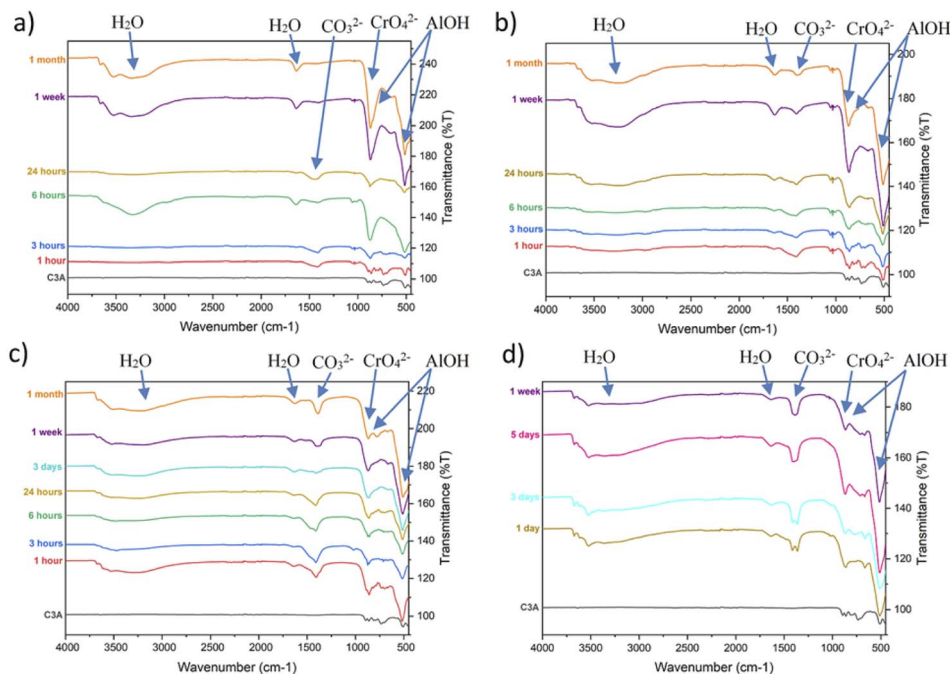 a)
H₂O
H₂O
CO₃²⁻
CrO₄²⁻
AlOH
1 month
1 week
24 hours
6 hours
3 hours
1 hour
C3A
240
220
200
180
160
140
120
100
Transmittance (%T)
4000 3500 3000 2500 2000 1500 1000 500
Wavenumber (cm-1)
b)
H₂O
H₂O
CO₃²⁻
CrO₄²⁻
AlOH
1 month
1 week
24 hours
6 hours
3 hours
1 hour
C3A
200
180
160
140
120
100
Transmittance (%T)
4000 3500 3000 2500 2000 1500 1000 500
Wavenumber (cm-1)
c)
H₂O
H₂O
CO₃²⁻
CrO₄²⁻
AlOH
1 month
1 week
3 days
24 hours
6 hours
3 hours
1 hour
C3A
220
200
180
160
140
120
100
Transmittance (%T)
4000 3500 3000 2500 2000 1500 1000 500
Wavenumber (cm-1)
d)
H₂O
H₂O
CO₃²⁻
CrO₄²⁻
AlOH
1 week
5 days
3 days
1 day
C3A
180
160
140
120
100
Transmittance (%T)
4000 3500 3000 2500 2000 1500 1000 500
Wavenumber (cm-1)